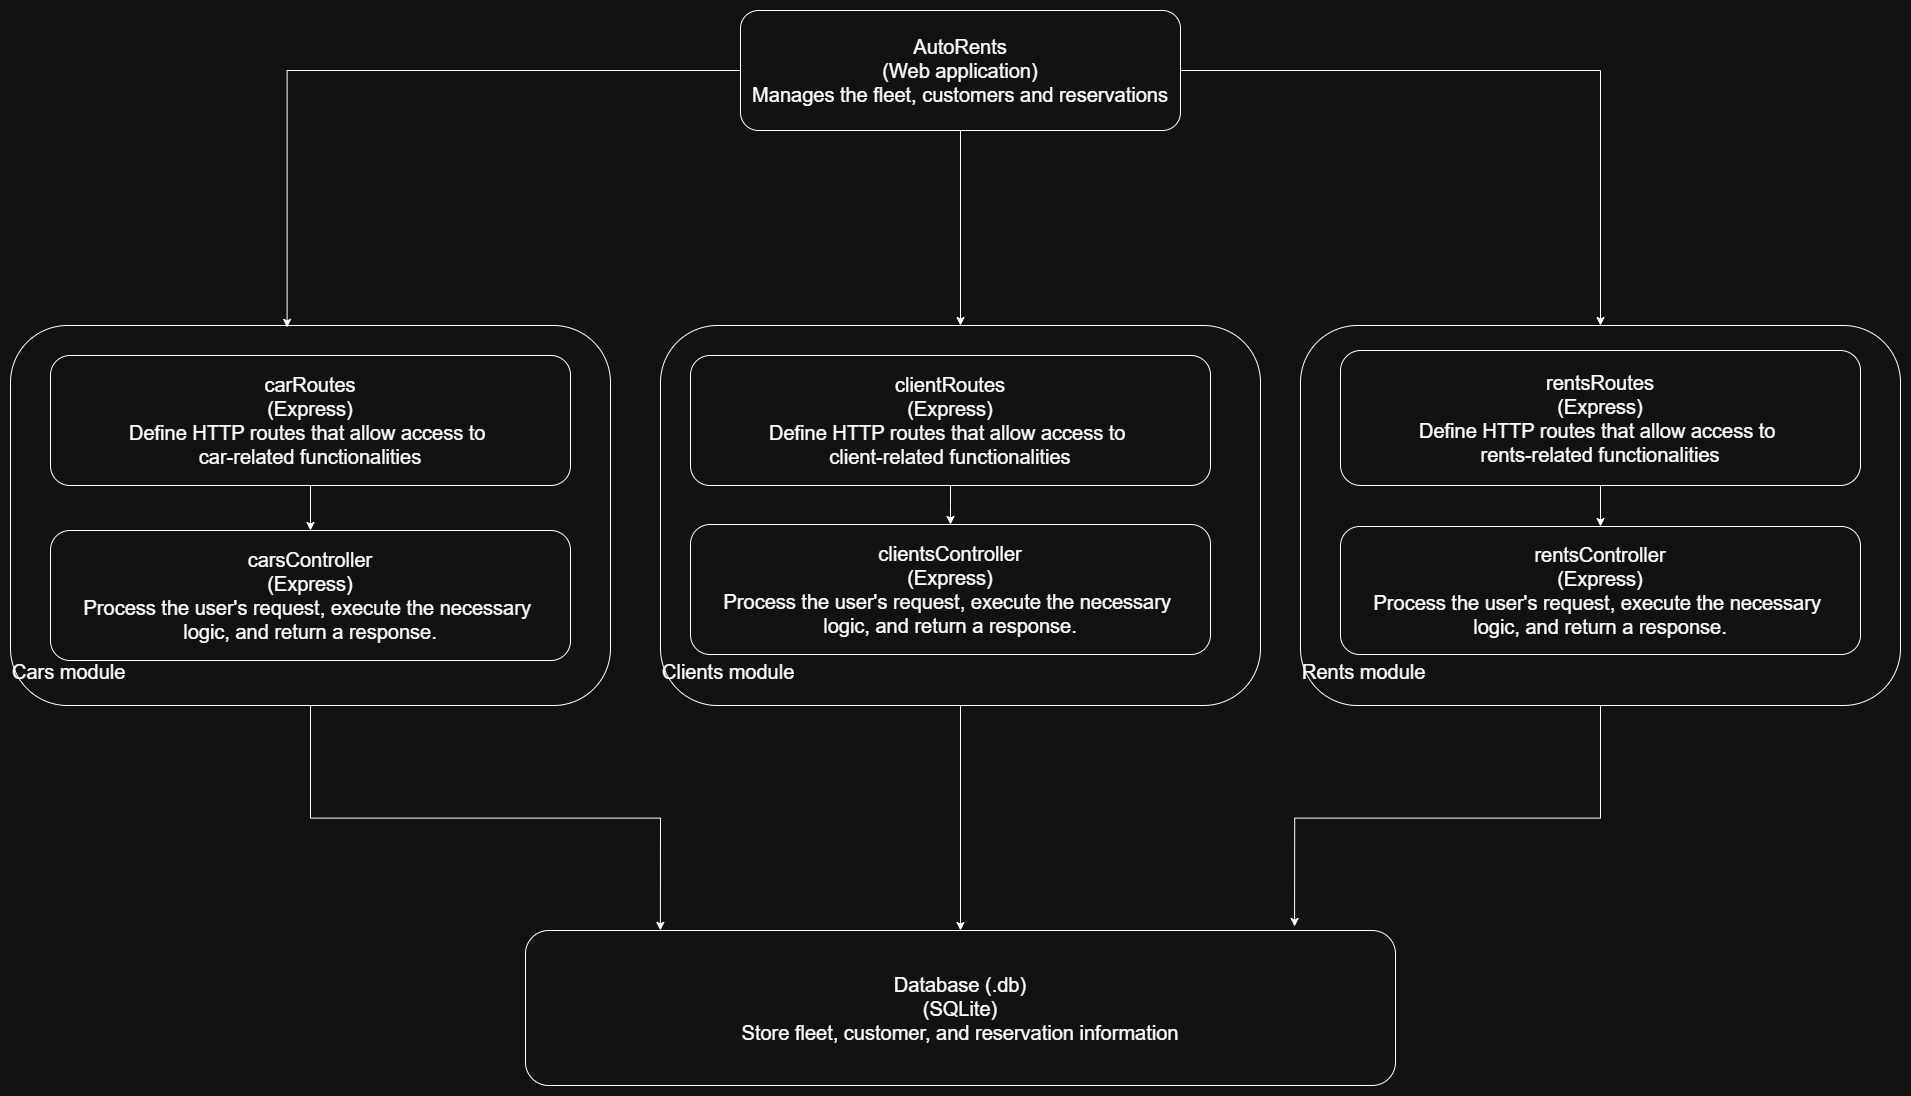 AutoRents
(Web application)
Manages the fleet, customers and reservations
carRoutes
(Express)
Define HTTP routes that allow access to
car-related functionalities
carsController
(Express)
Process the user's request, execute the necessary
logic, and return a response.
Cars module
clientRoutes
(Express)
Define HTTP routes that allow access to
client-related functionalities
clientsController
(Express)
Process the user's request, execute the necessary
logic, and return a response.
Clients module
rentsRoutes
(Express)
Define HTTP routes that allow access to
rents-related functionalities
rentsController
(Express)
Process the user's request, execute the necessary
logic, and return a response.
Rents module
Database (.db)
(SQLite)
Store fleet, customer, and reservation information